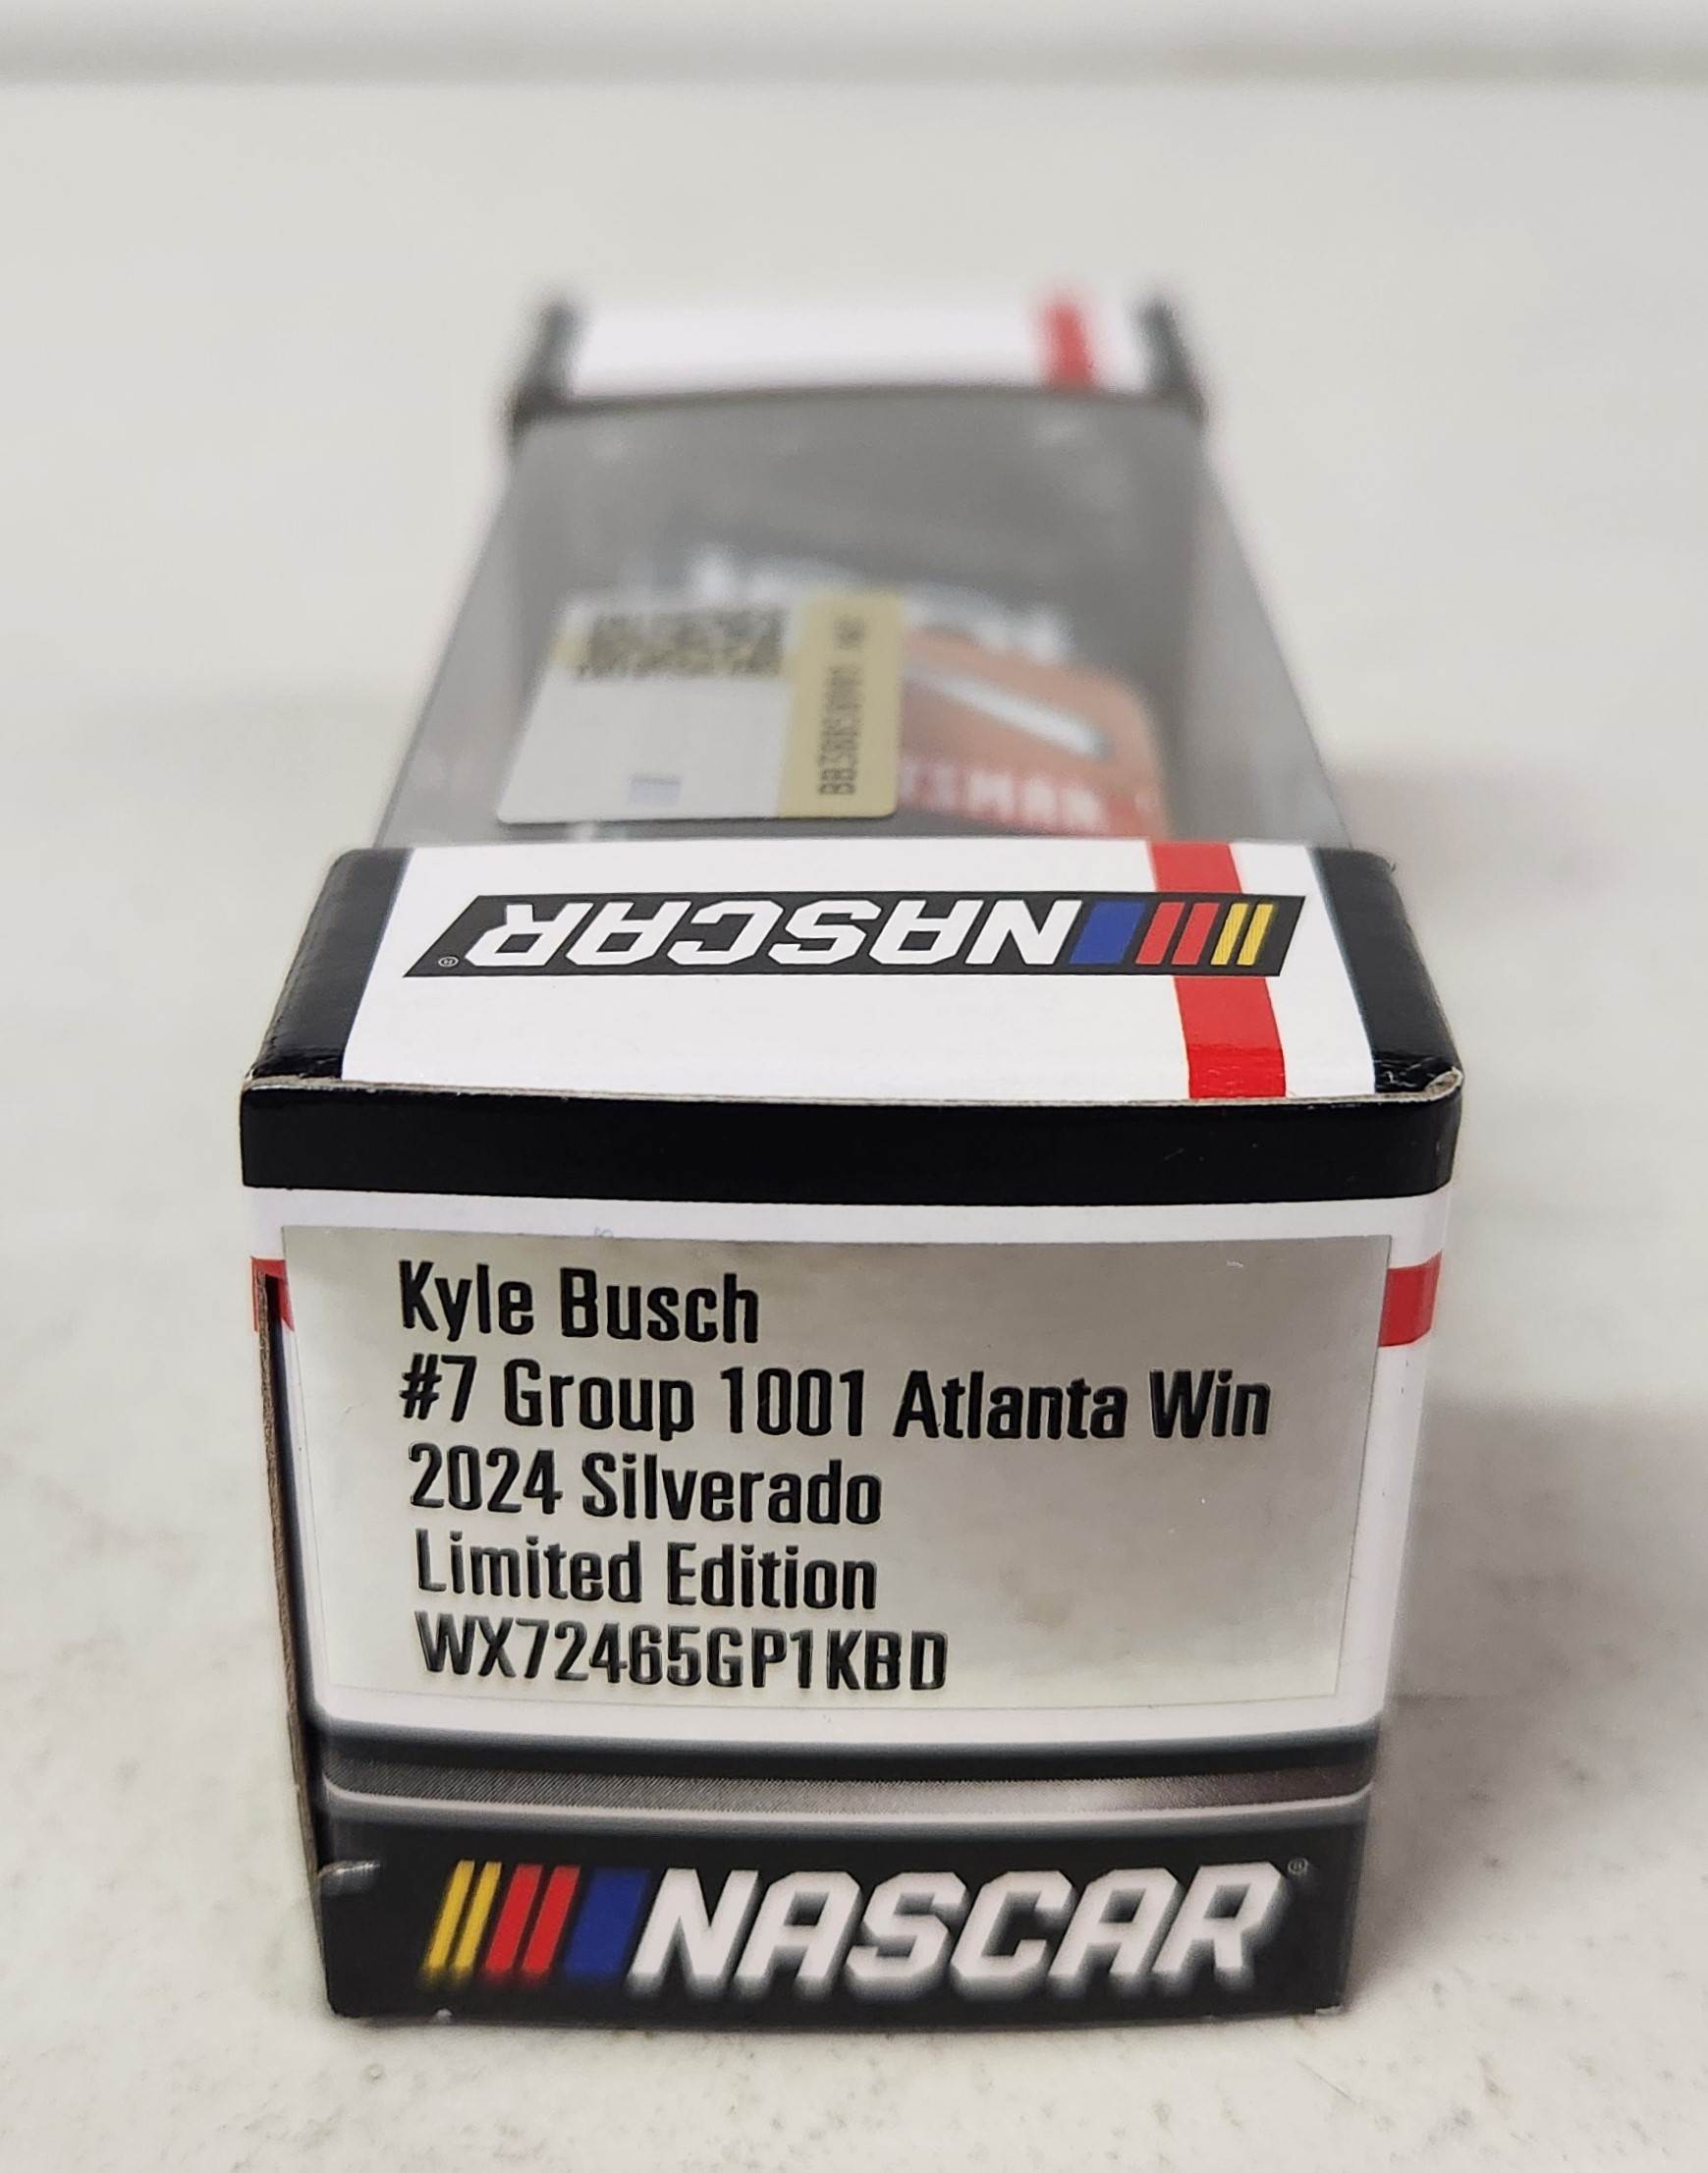 NASCAR®
Kyle Busch
#7 Group 1001 Atlanta Win
2024 Silverado
Limited Edition
WX72465GP1KBD
NASCAR®